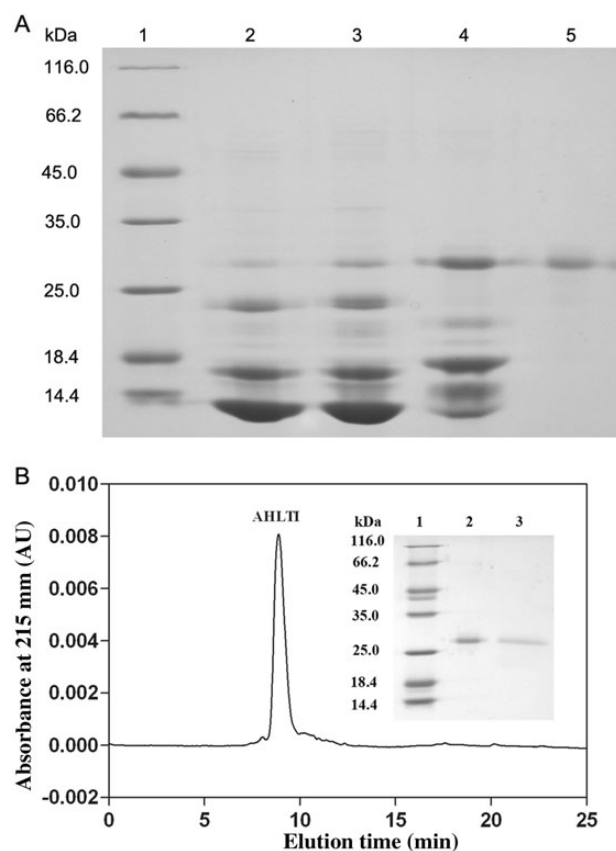 A
kDa 1 2 3 4 5
116.0
66.2
45.0
35.0
25.0
18.4
14.4
B
0.010
0.008
0.006
0.004
0.002
0.000
-0.002
Absorbance at 215 mm (AU)
AHLTI
kDa 1 2 3
116.0
66.2
45.0
35.0
25.0
18.4
14.4
0 5 10 15 20 25
Elution time (min)